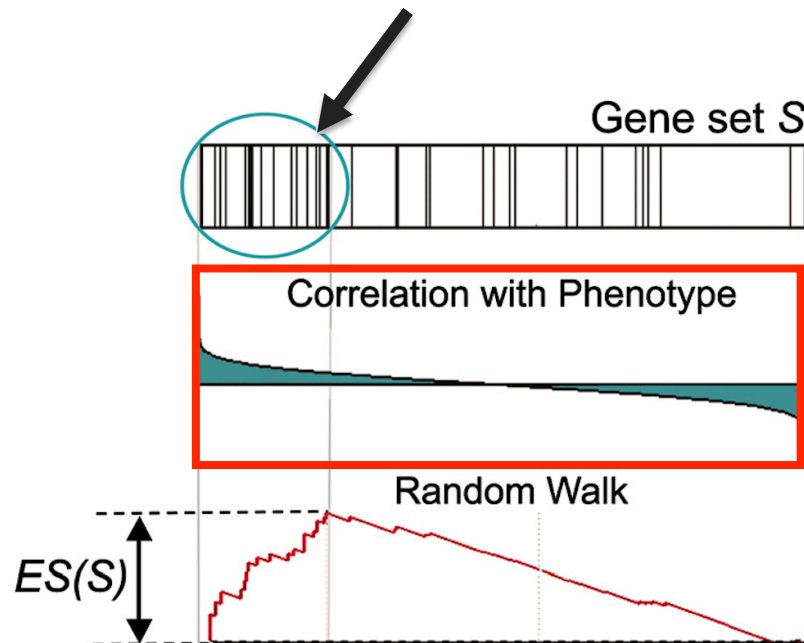 Gene set S
Correlation with Phenotype
Random Walk
ES(S)